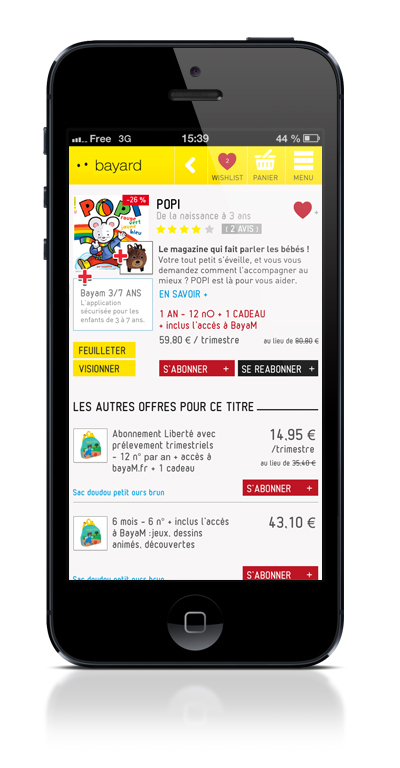 Free 3G 15:39 44 %
bayard
2
WISHLIST PANIER MENU
-26 %
POPI
rouge
vert
jaune
bleu
POPI
De la naissance à 3 ans
( 2 AVIS )
+
Le magazine qui fait parler les bébés !
Votre tout petit s'éveille, et vous vous
demandez comment l'accompagner au
mieux ? POPI est là pour vous aider.
EN SAVOIR +
Bayam 3/7 ANS
L'application
sécurisée pour les
enfants de 3 à 7 ans.
1 AN - 12 nO + 1 CADEAU
+ inclus l'accès à BayaM
59.80 € / trimestre au lieu de 80.80 €
FEUILLETER
VISIONNER
S'ABONNER +
SE REABONNER +
LES AUTRES OFFRES POUR CE TITRE
Abonnement Liberté avec
prélevement trimestriels
- 12 n° par an + accès à
bayaM.fr + 1 cadeau
14,95 €
/trimestre
au lieu de 35.40 €
Sac doudou petit ours brun
S'ABONNER +
6 mois - 6 n° + inclus l'accès
à BayaM :jeux, dessins
animés, découvertes
43.10 €
Sac doudou petit ours brun
S'ABONNER +